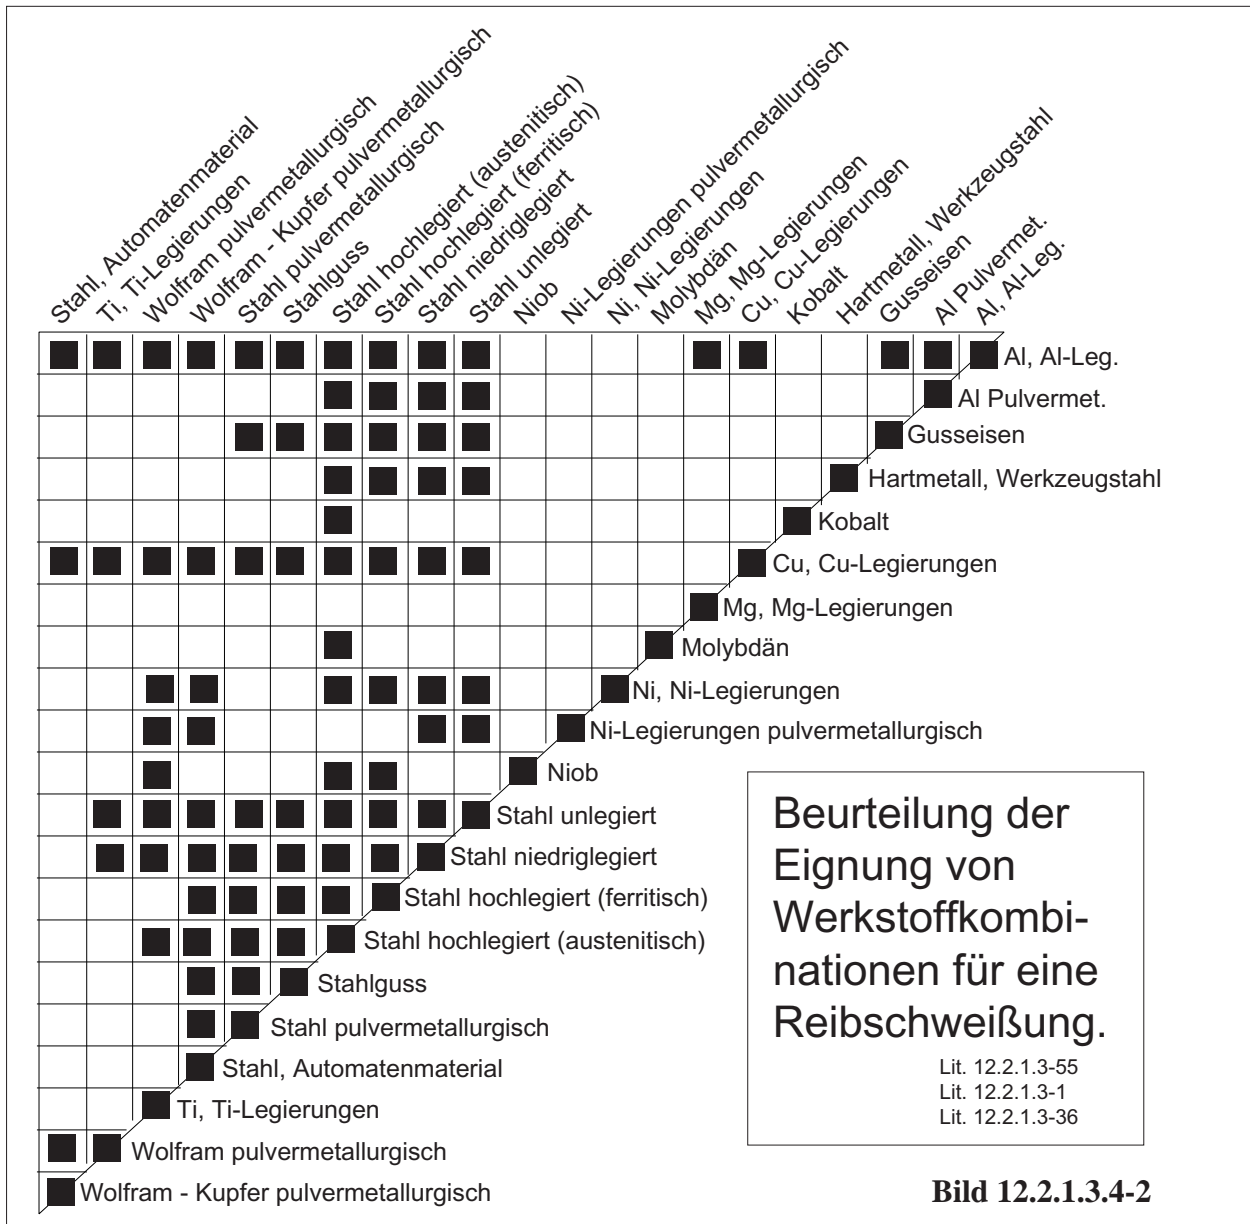 Stahl, Automatenmaterial
Ti, Ti-Legierungen
Wolfram pulvermetallurgisch
Wolfram - Kupfer pulvermetallurgisch
Stahl pulvermetallurgisch
Stahlguss
Stahl hochlegiert (austenitisch)
Stahl hochlegiert (ferritisch)
Stahl niedriglegiert
Stahl unlegiert
Niob
Ni-Legierungen pulvermetallurgisch
Ni, Ni-Legierungen
Molybdän
Mg, Mg-Legierungen
Cu, Cu-Legierungen
Kobalt
Hartmetall, Werkzeugstahl
Gusseisen
Al Pulvermet.
Al, Al-Leg.
Al, Al-Leg.
Al Pulvermet.
Gusseisen
Hartmetall, Werkzeugstahl
Kobalt
Cu, Cu-Legierungen
Mg, Mg-Legierungen
Molybdän
Ni, Ni-Legierungen
Ni-Legierungen pulvermetallurgisch
Niob
Stahl unlegiert
Stahl niedriglegiert
Stahl hochlegiert (ferritisch)
Stahl hochlegiert (austenitisch)
Stahlguss
Stahl pulvermetallurgisch
Stahl, Automatenmaterial
Ti, Ti-Legierungen
Wolfram pulvermetallurgisch
Wolfram - Kupfer pulvermetallurgisch
Beurteilung der
Eignung von
Werkstoffkombi-
nationen für eine
Reibschweißung.
Lit. 12.2.1.3-55
Lit. 12.2.1.3-1
Lit. 12.2.1.3-36
Bild 12.2.1.3.4-2